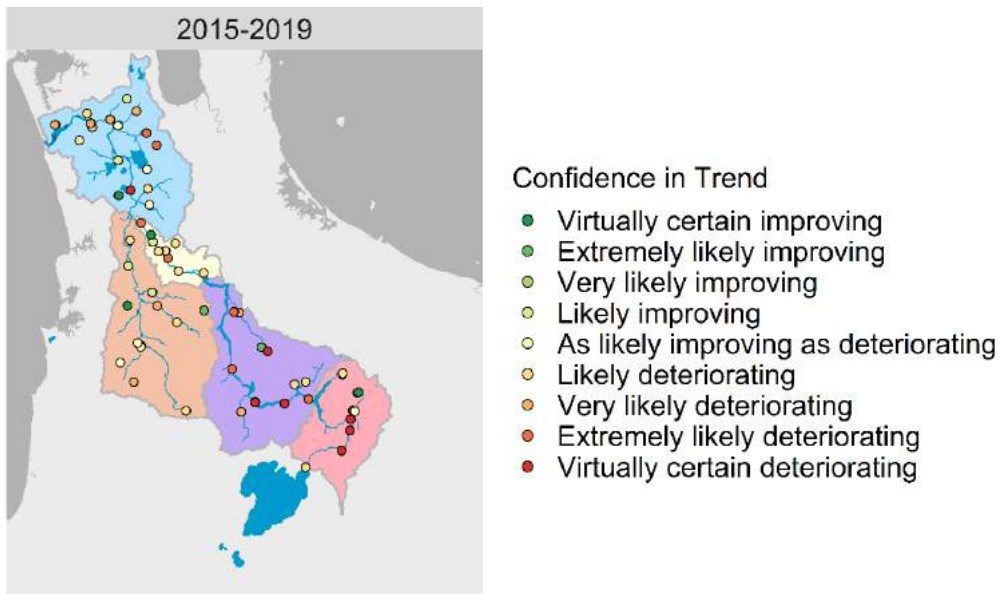 2015-2019
Confidence in Trend
Virtually certain improving
Extremely likely improving
Very likely improving
Likely improving
As likely improving as deteriorating
Likely deteriorating
Very likely deteriorating
Extremely likely deteriorating
Virtually certain deteriorating